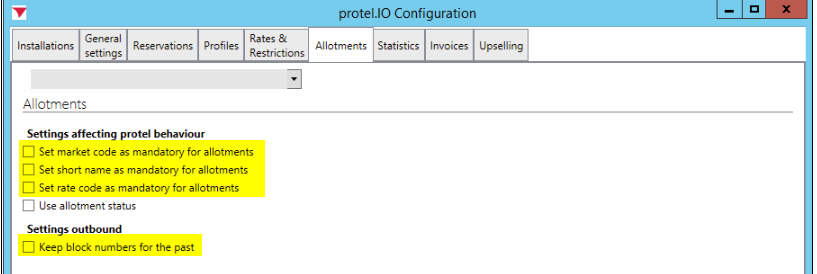 protel.IO Configuration
Installations
General settings
Reservations
Profiles
Rates & Restrictions
Allotments
Statistics
Invoices
Upselling
Allotments
Settings affecting protel behaviour
Set market code as mandatory for allotments
Set short name as mandatory for allotments
Set rate code as mandatory for allotments
Use allotment status
Settings outbound
Keep block numbers for the past